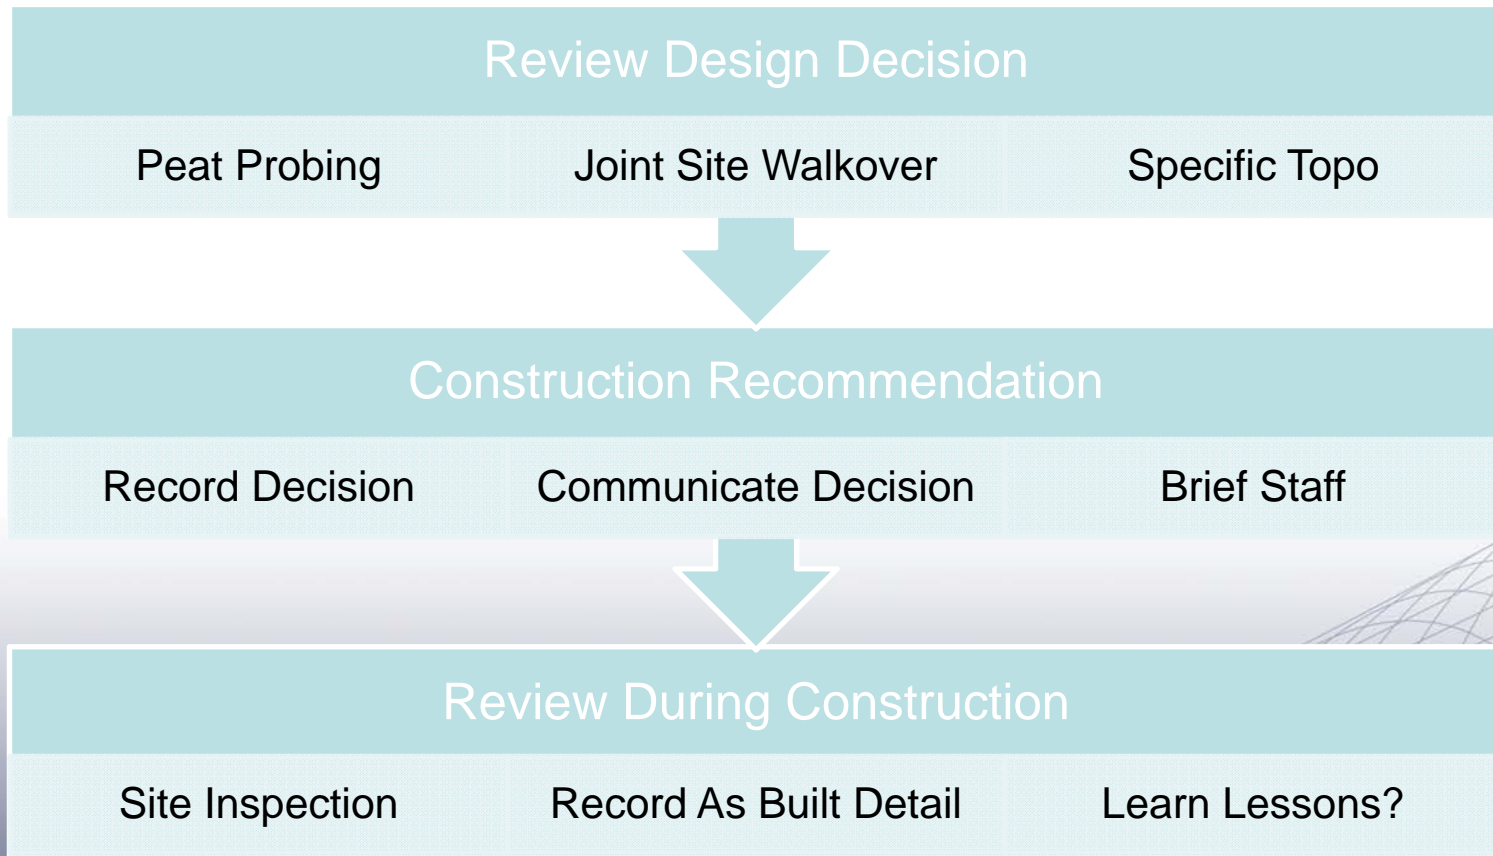 Review Design Decision
Peat Probing Joint Site Walkover Specific Topo
Construction Recommendation
Record Decision Communicate Decision Brief Staff
Review During Construction
Site Inspection Record As Built Detail Learn Lessons?